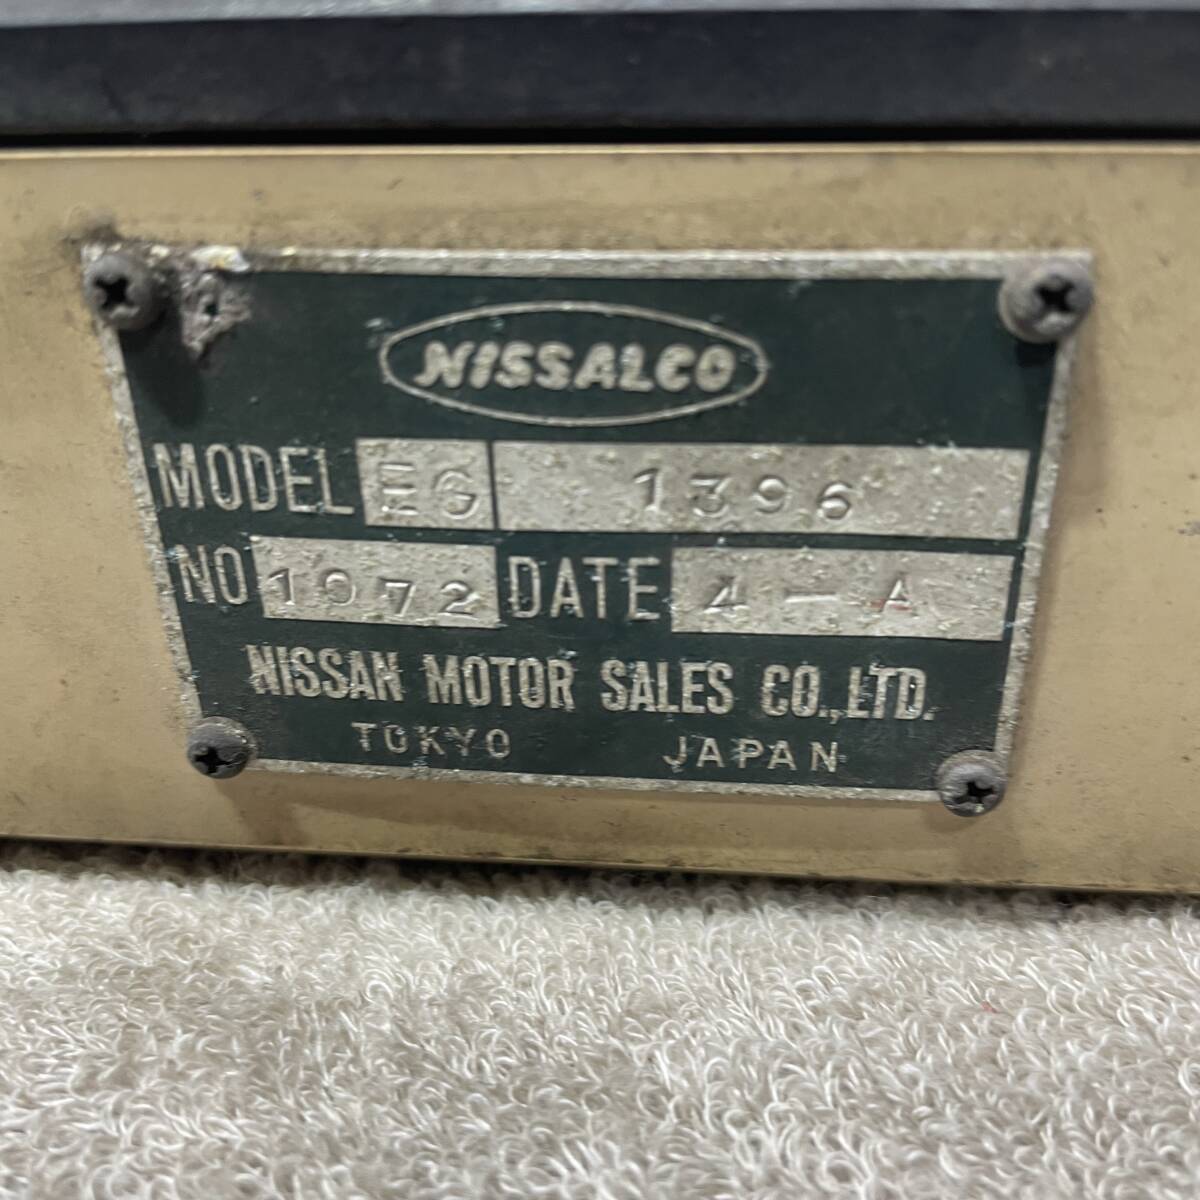 NISSALCO
MODEL EG 1396
NO 1072 DATE 4-A
NISSAN MOTOR SALES CO., LTD.
TOKYO JAPAN